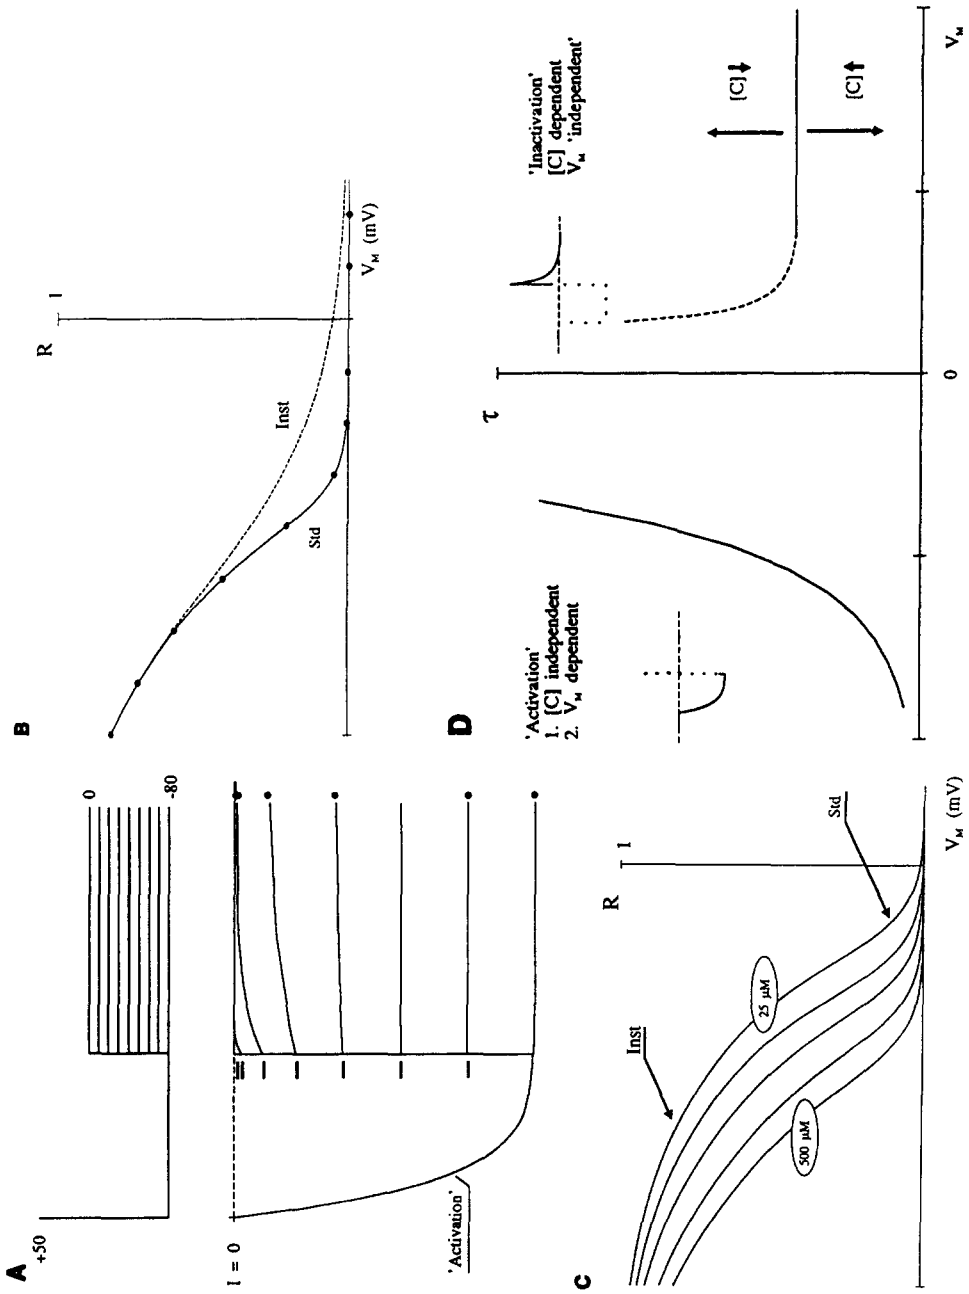 A
+50
0
-80
I = 0
'Activation'
B
R
1
Inst
Std
V_M (mV)
C
R
1
Inst
Std
25 µM
500 µM
V_M (mV)
D
τ
'Activation'
1. [C] independent
2. V_M dependent
'Inactivation'
[C] dependent
V_M 'independent'
[C]↓
[C]↑
0
V_M